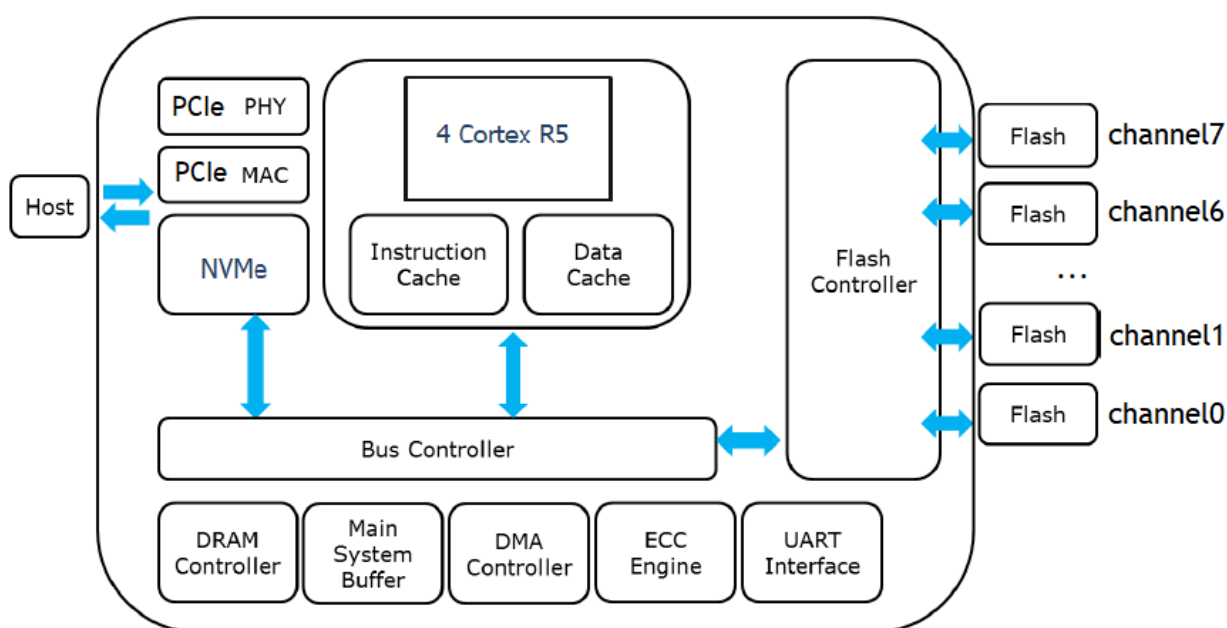 PCIe PHY
PCIe MAC
Host
NVMe
4 Cortex R5
Instruction
Cache
Data
Cache
Flash
Controller
Flash
channel7
Flash
channel6
...
Flash
channel1
Flash
channel0
Bus Controller
DRAM
Controller
Main
System
Buffer
DMA
Controller
ECC
Engine
UART
Interface